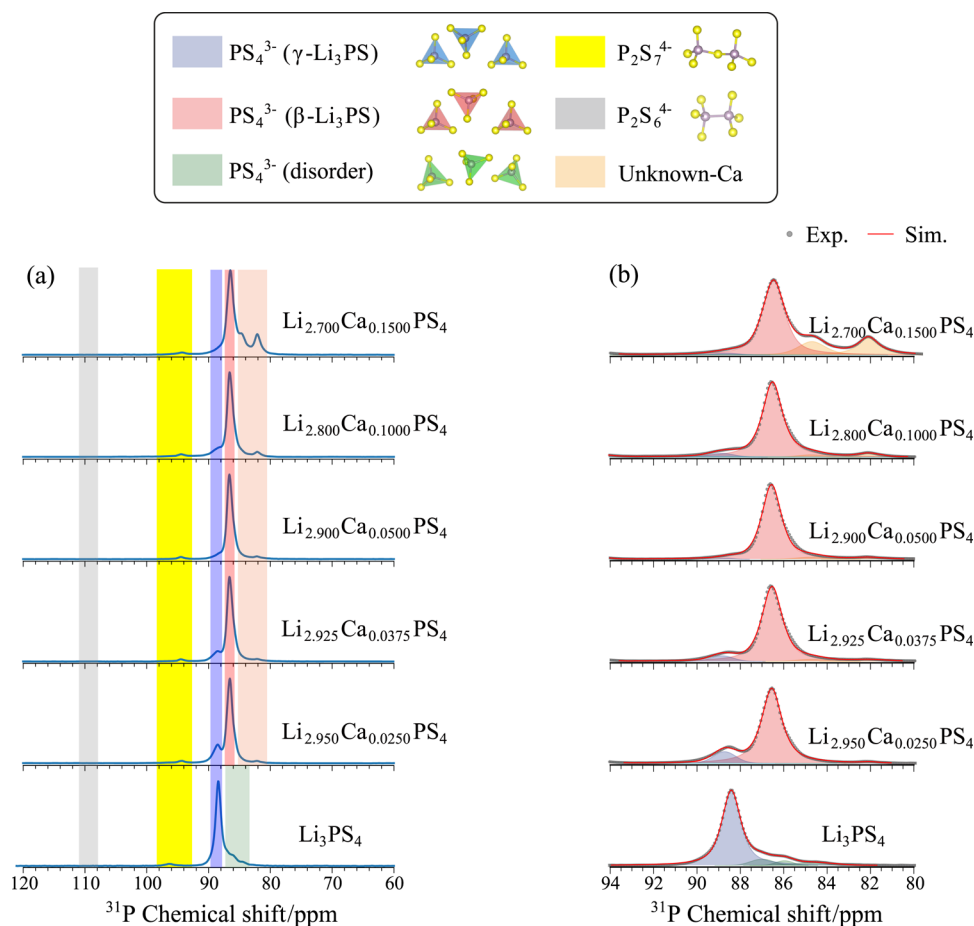 PS₄³⁻ (γ-Li₃PS)
P₂S₇⁴⁻
PS₄³⁻ (β-Li₃PS)
P₂S₆⁴⁻
PS₄³⁻ (disorder)
Unknown-Ca
Exp.
Sim.
(a)
Li₂.₇₀₀Ca₀.₁₅₀₀PS₄
Li₂.₈₀₀Ca₀.₁₀₀₀PS₄
Li₂.₉₀₀Ca₀.₀₅₀₀PS₄
Li₂.₉₂₅Ca₀.₀₃₇₅PS₄
Li₂.₉₅₀Ca₀.₀₂₅₀PS₄
Li₃PS₄
120 110 100 90 80 70 60
³¹P Chemical shift/ppm
(b)
Li₂.₇₀₀Ca₀.₁₅₀₀PS₄
Li₂.₈₀₀Ca₀.₁₀₀₀PS₄
Li₂.₉₀₀Ca₀.₀₅₀₀PS₄
Li₂.₉₂₅Ca₀.₀₃₇₅PS₄
Li₂.₉₅₀Ca₀.₀₂₅₀PS₄
Li₃PS₄
94 92 90 88 86 84 82 80
³¹P Chemical shift/ppm